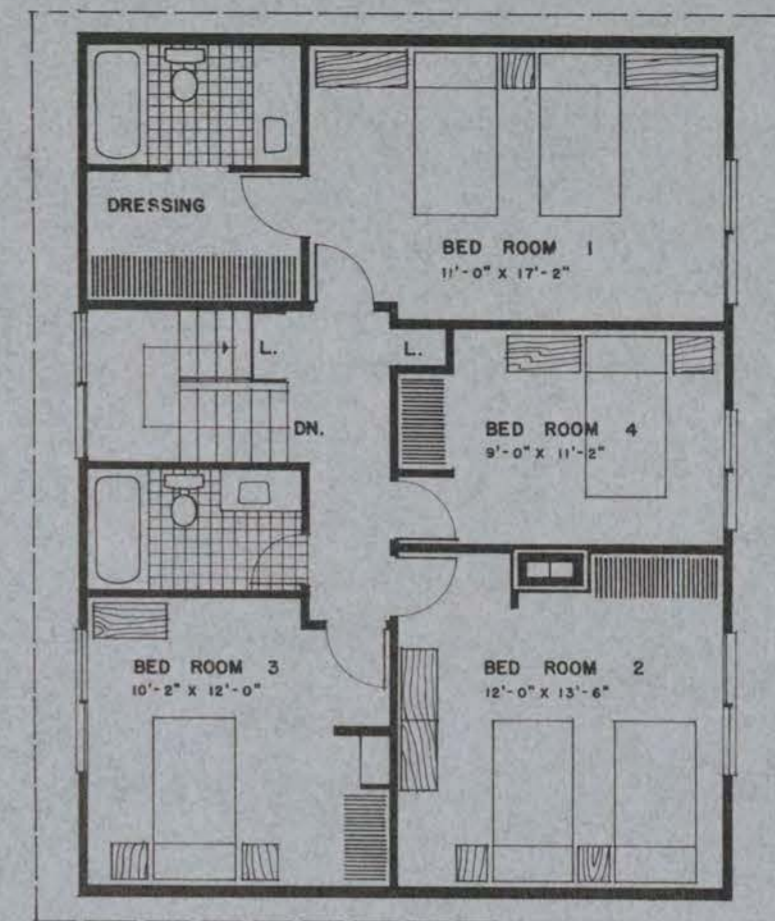 DRESSING
BED ROOM 1
11'-0" X 17'-2"
L.
L.
DN.
BED ROOM 4
9'-0" X 11'-2"
BED ROOM 3
10'-2" X 12'-0"
BED ROOM 2
12'-0" X 13'-6"